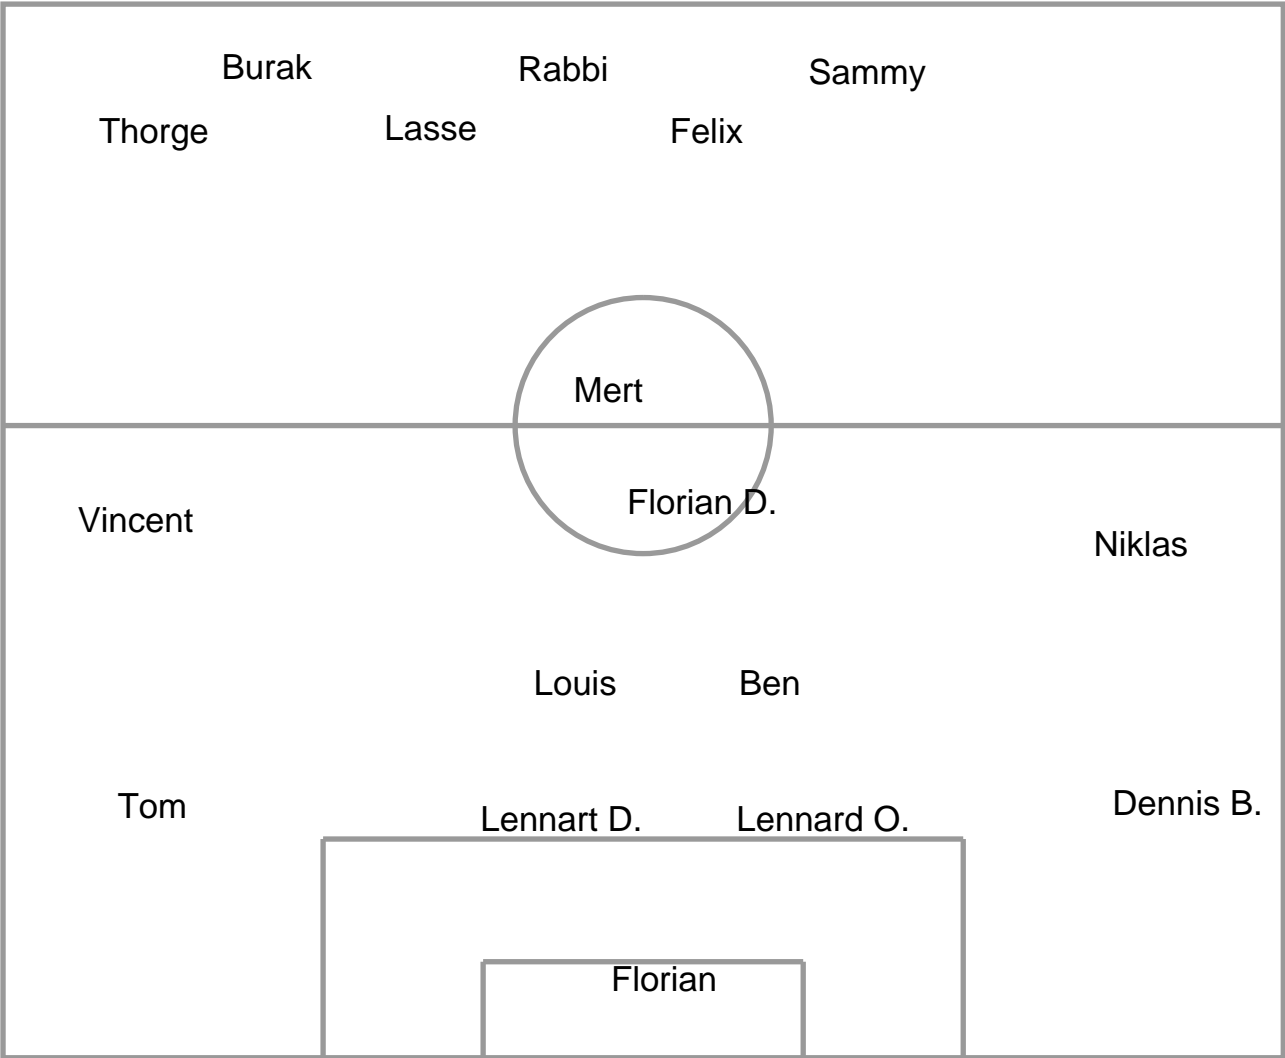 Burak Rabbi Sammy
Thorge Lasse Felix
Mert
Florian D.
Vincent
Niklas
Louis Ben
Tom Dennis B.
Lennart D. Lennard O.
Florian